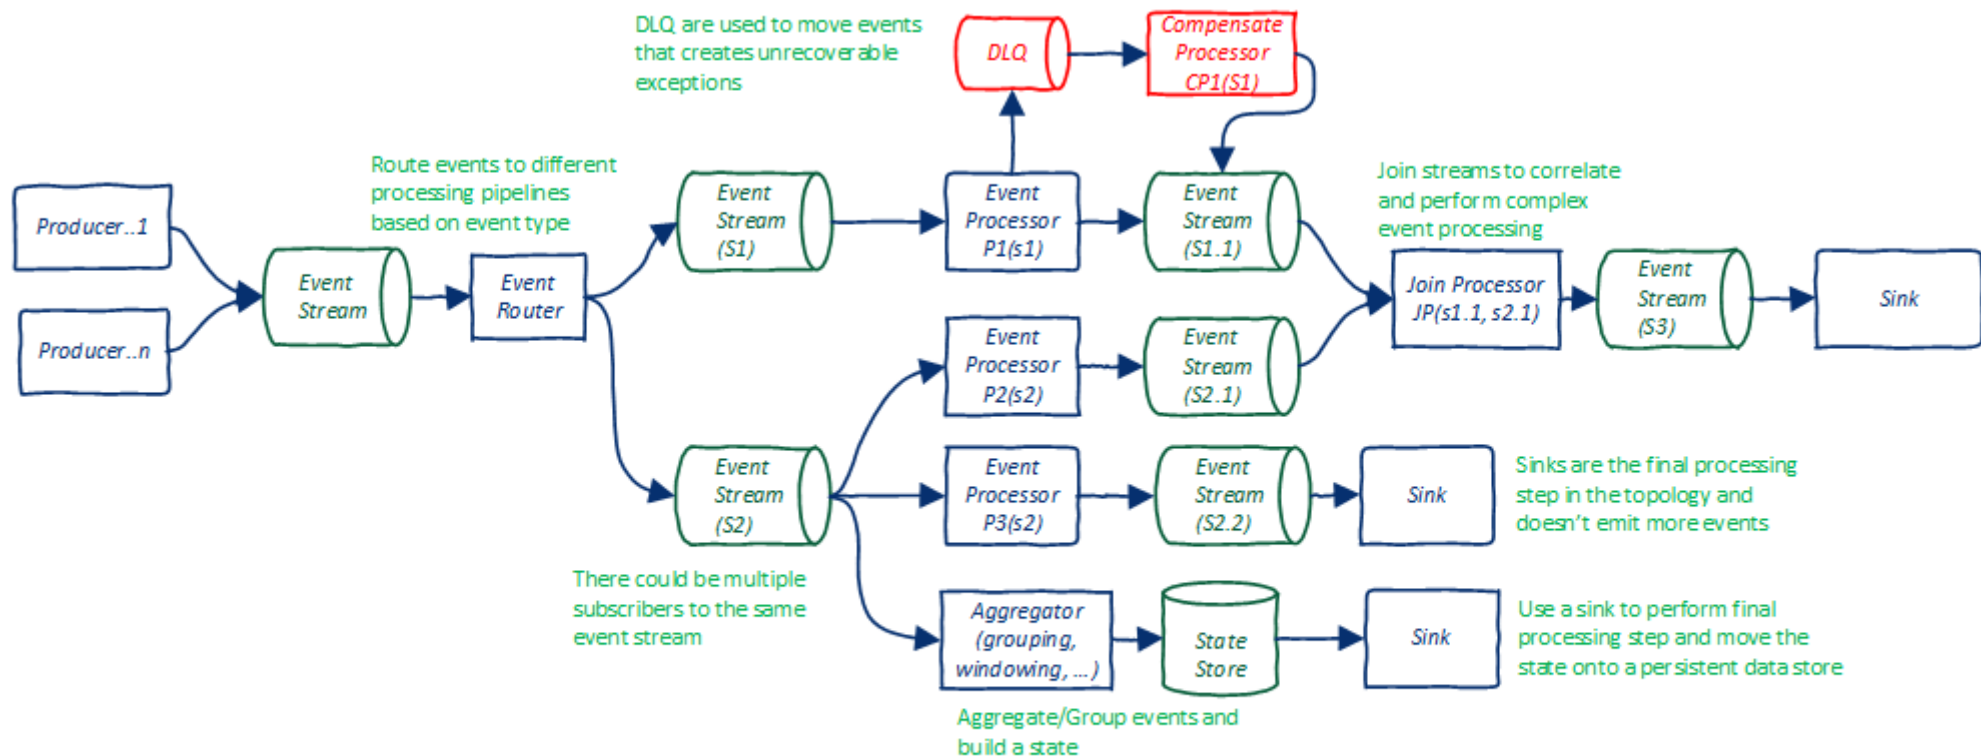 DLQ are used to move events
that creates unrecoverable
exceptions
DLQ
Compensate
Processor
CP1(S1)
Route events to different
processing pipelines
based on event type
Producer..1
Producer..n
Event
Stream
Event
Router
Event
Stream
(S1)
Event
Processor
P1(s1)
Event
Stream
(S1.1)
Join streams to correlate
and perform complex
event processing
Join Processor
JP(s1.1, s2.1)
Event
Stream
(S3)
Sink
Event
Processor
P2(s2)
Event
Stream
(S2.1)
Event
Stream
(S2)
Event
Processor
P3(s2)
Event
Stream
(S2.2)
Sink
Sinks are the final processing
step in the topology and
doesn't emit more events
There could be multiple
subscribers to the same
event stream
Aggregator
(grouping,
windowing, ...)
State
Store
Sink
Use a sink to perform final
processing step and move the
state onto a persistent data store
Aggregate/Group events and
build a state